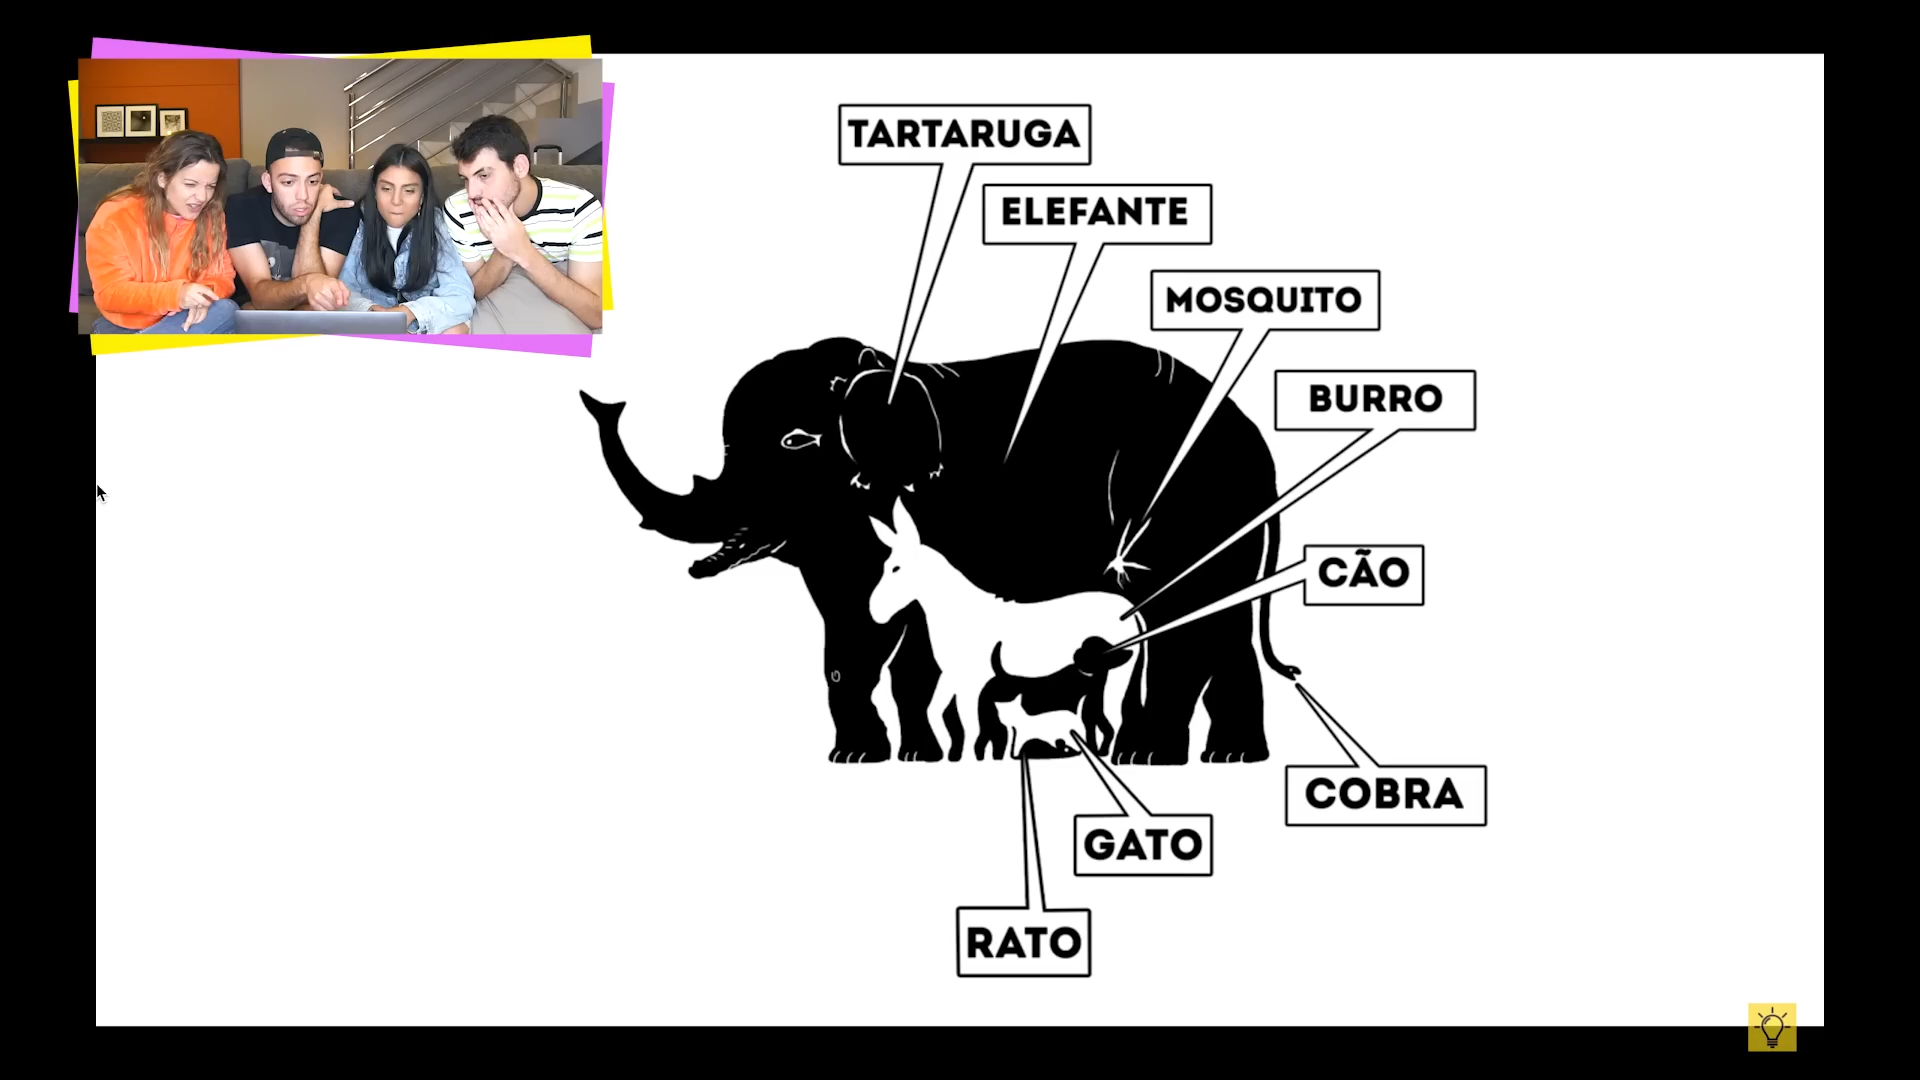 TARTARUGA
ELEFANTE
MOSQUITO
BURRO
CÃO
COBRA
GATO
RATO